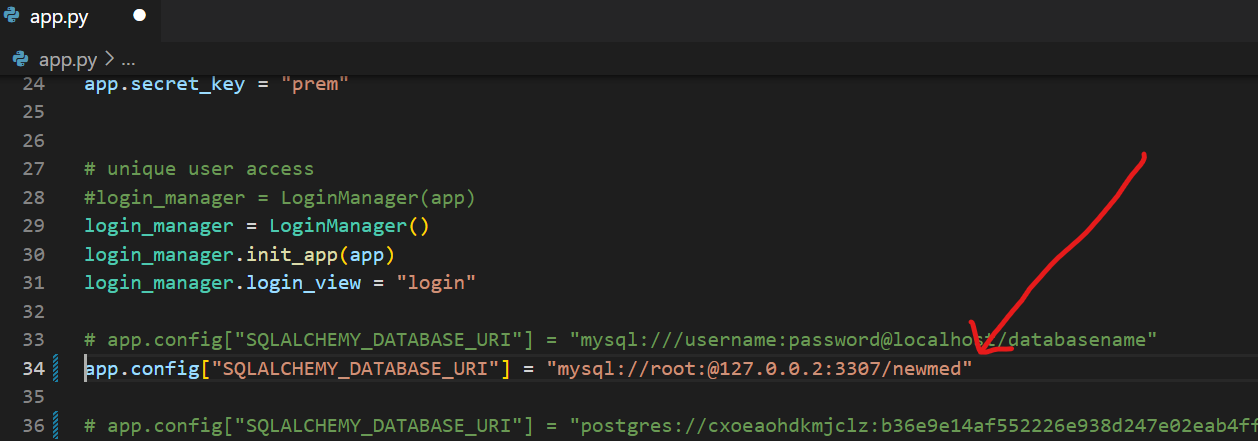 app.py
app.py > ...
24 app.secret_key = "prem"
25
26
27 # unique user access
28 #login_manager = LoginManager(app)
29 login_manager = LoginManager()
30 login_manager.init_app(app)
31 login_manager.login_view = "login"
32
33 # app.config["SQLALCHEMY_DATABASE_URI"] = "mysql:///username:password@localhost/databasename"
34 app.config["SQLALCHEMY_DATABASE_URI"] = "mysql://root:@127.0.0.2:3307/newmed"
35
36 # app.config["SQLALCHEMY_DATABASE_URI"] = "postgres://cxoeaohdkmjclz:b36e9e14af552226e938d247e02eab4ff